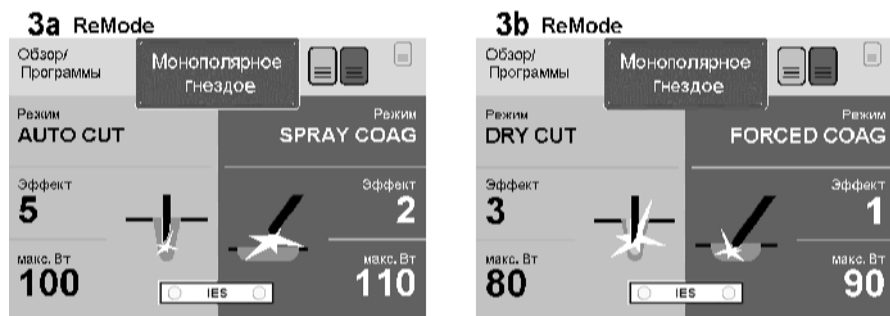 3a ReMode
Обзор/
Программы
Монополярное
гнездое
Режим
AUTO CUT
Режим
SPRAY COAG
Эффект
5
Эффект
2
макс. Вт
100
макс. Вт
110
IES
3b ReMode
Обзор/
Программы
Монополярное
гнездое
Режим
DRY CUT
Режим
FORCED COAG
Эффект
3
Эффект
1
макс. Вт
80
макс. Вт
90
IES